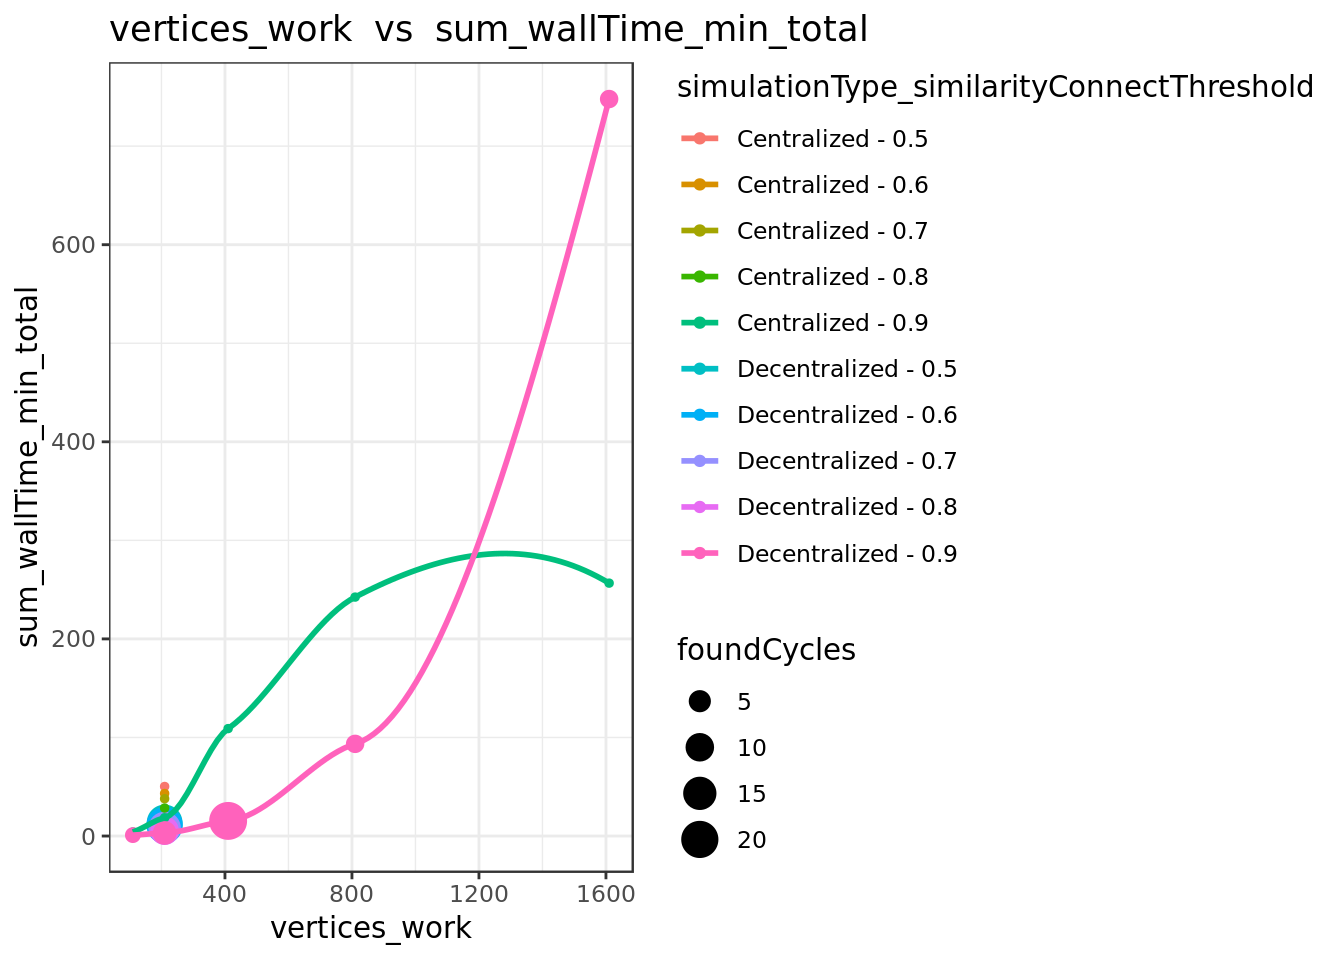 vertices_work vs sum_wallTime_min_total
sum_wallTime_min_total
600
400
200
0
400
800
1200
1600
vertices_work
simulationType_similarityConnectThreshold
Centralized - 0.5
Centralized - 0.6
Centralized - 0.7
Centralized - 0.8
Centralized - 0.9
Decentralized - 0.5
Decentralized - 0.6
Decentralized - 0.7
Decentralized - 0.8
Decentralized - 0.9
foundCycles
5
10
15
20